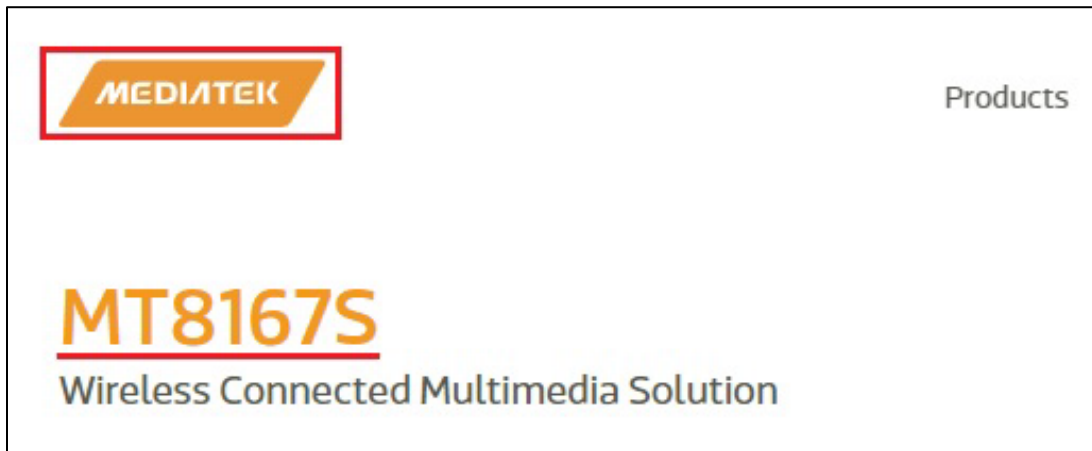 MEDIATEK
Products
MT8167S
Wireless Connected Multimedia Solution